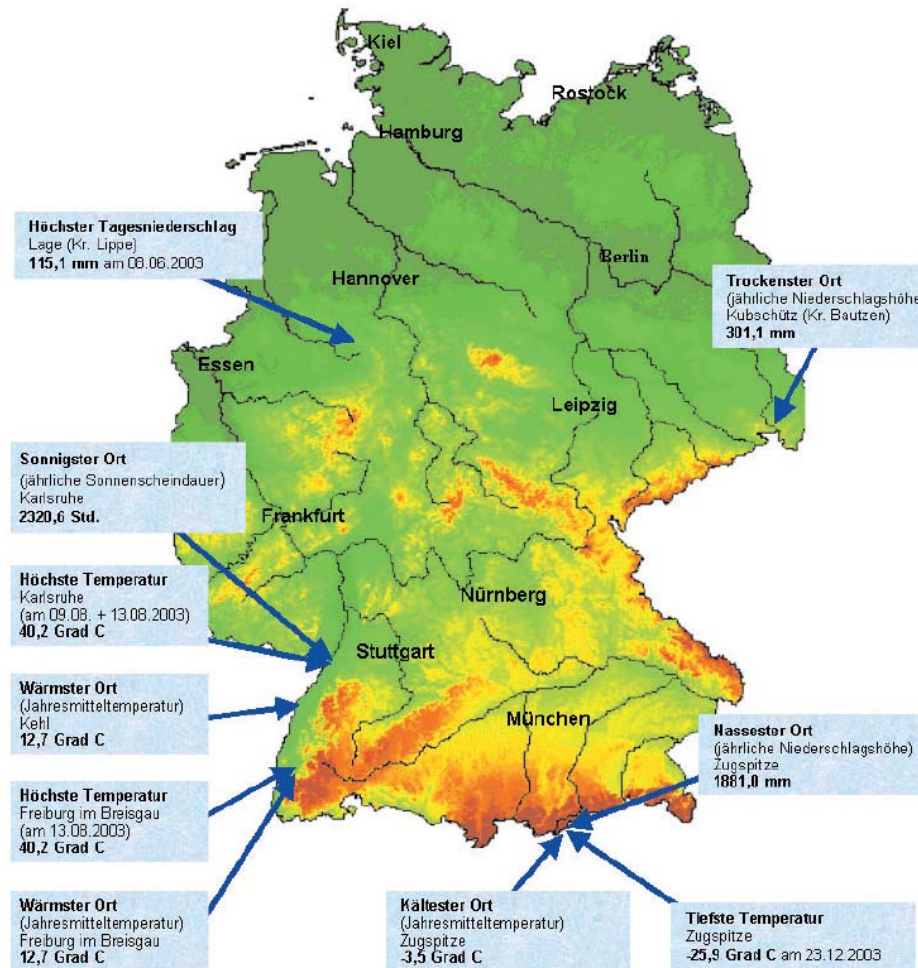 Kiel
Rostock
Hamburg
Höchster Tagesniederschlag
Lage (Kr. Lippe)
115,1 mm am 08.06.2003
Hannover
Berlin
Trockenster Ort
(jährliche Niederschlagshöhe
Kubschütz (Kr. Bautzen)
301,1 mm
Essen
Leipzig
Sonnigster Ort
(jährliche Sonnenscheindauer)
Karlsruhe
2320,6 Std.
Frankfurt
Höchste Temperatur
Karlsruhe
(am 09.08. + 13.08.2003)
40,2 Grad C
Nürnberg
Stuttgart
Wärmster Ort
(Jahresmitteltemperatur)
Kehl
12,7 Grad C
München
Nassester Ort
(jährliche Niederschlagshöhe)
Zugspitze
1881,0 mm
Höchste Temperatur
Freiburg im Breisgau
(am 13.08.2003)
40,2 Grad C
Wärmster Ort
(Jahresmitteltemperatur)
Freiburg im Breisgau
12,7 Grad C
Kältester Ort
(Jahresmitteltemperatur)
Zugspitze
-3,5 Grad C
Tiefste Temperatur
Zugspitze
-25,9 Grad C am 23.12.2003